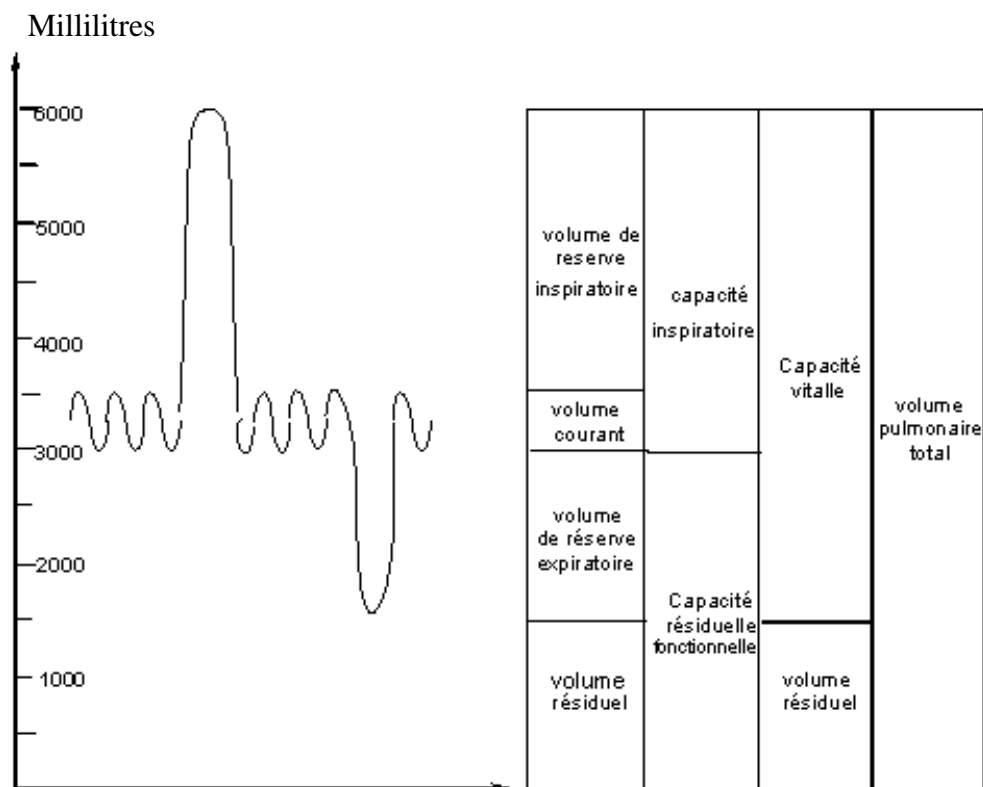 Millilitres
6000
5000
4000
3000
2000
1000
volume de
reserve
inspiratoire
volume
courant
volume
de réserve
expiratoire
volume
résiduel
capacité
inspiratoire
Capacité
résiduelle
fonctionnelle
Capacité
vitalle
volume
résiduel
volume
pulmonaire
total